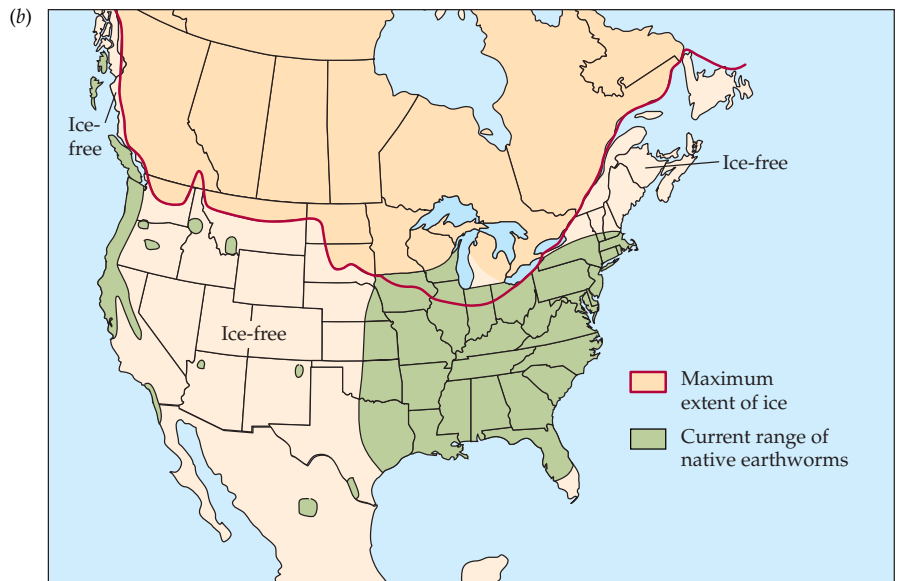 (b)
Ice-
free
Ice-free
Ice-free
Maximum
extent of ice
Current range of
native earthworms